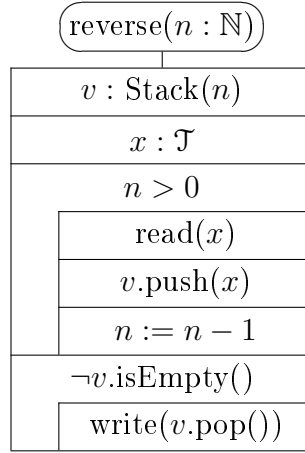 reverse(n : ℕ)
v : Stack(n)
x : 𝒯
n > 0
read(x)
v.push(x)
n := n − 1
¬v.isEmpty()
write(v.pop())